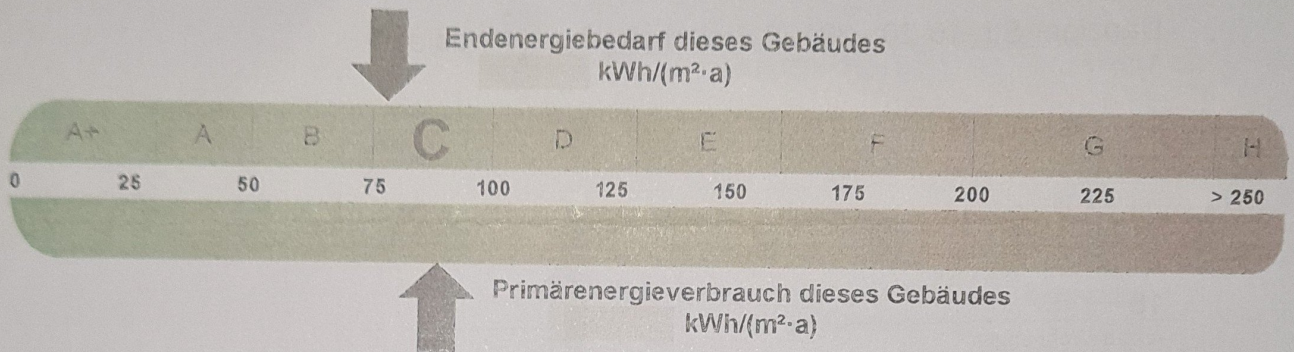 Endenergiebedarf dieses Gebäudes
kWh/(m²·a)
A+ A B C D E F G H
0 25 50 75 100 125 150 175 200 225 > 250
Primärenergieverbrauch dieses Gebäudes
kWh/(m²·a)